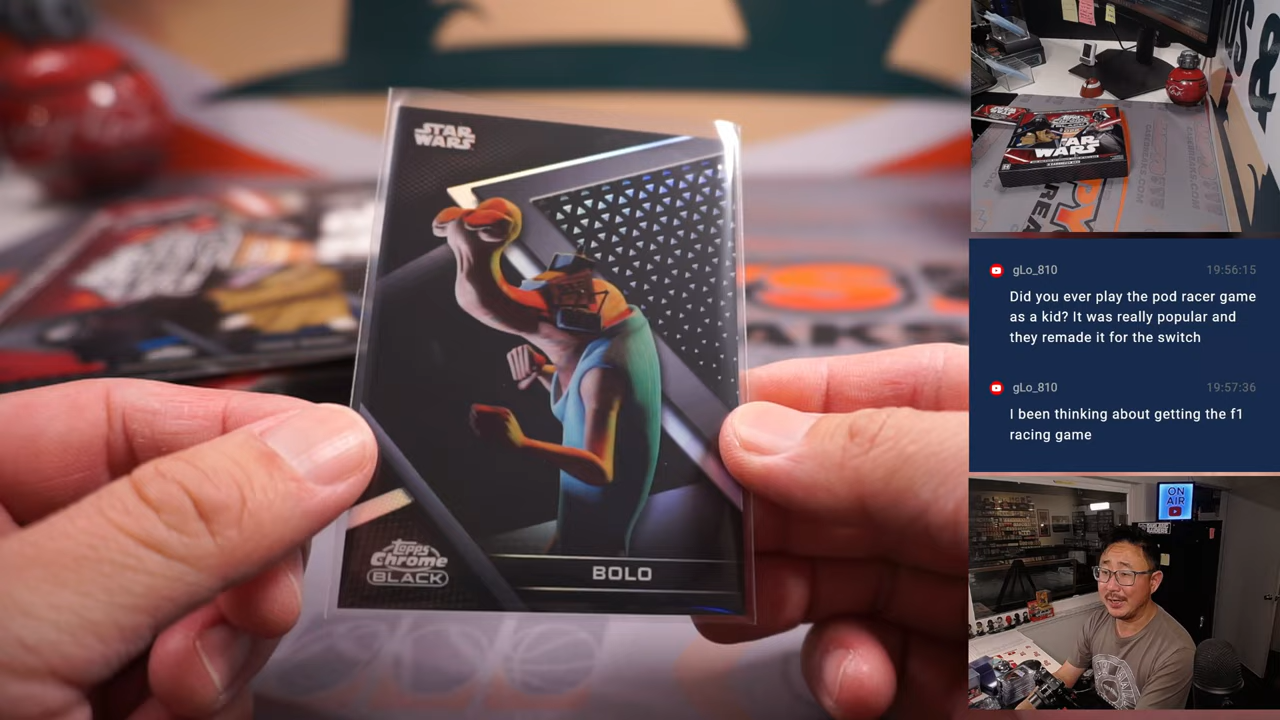 STAR
WARS
Topps
Chrome
BLACK
BOLO
STAR
WARS
gLo_810
19:56:15
Did you ever play the pod racer game
as a kid? It was really popular and
they remade it for the switch
gLo_810
19:57:36
I been thinking about getting the f1
racing game
ON
AIR